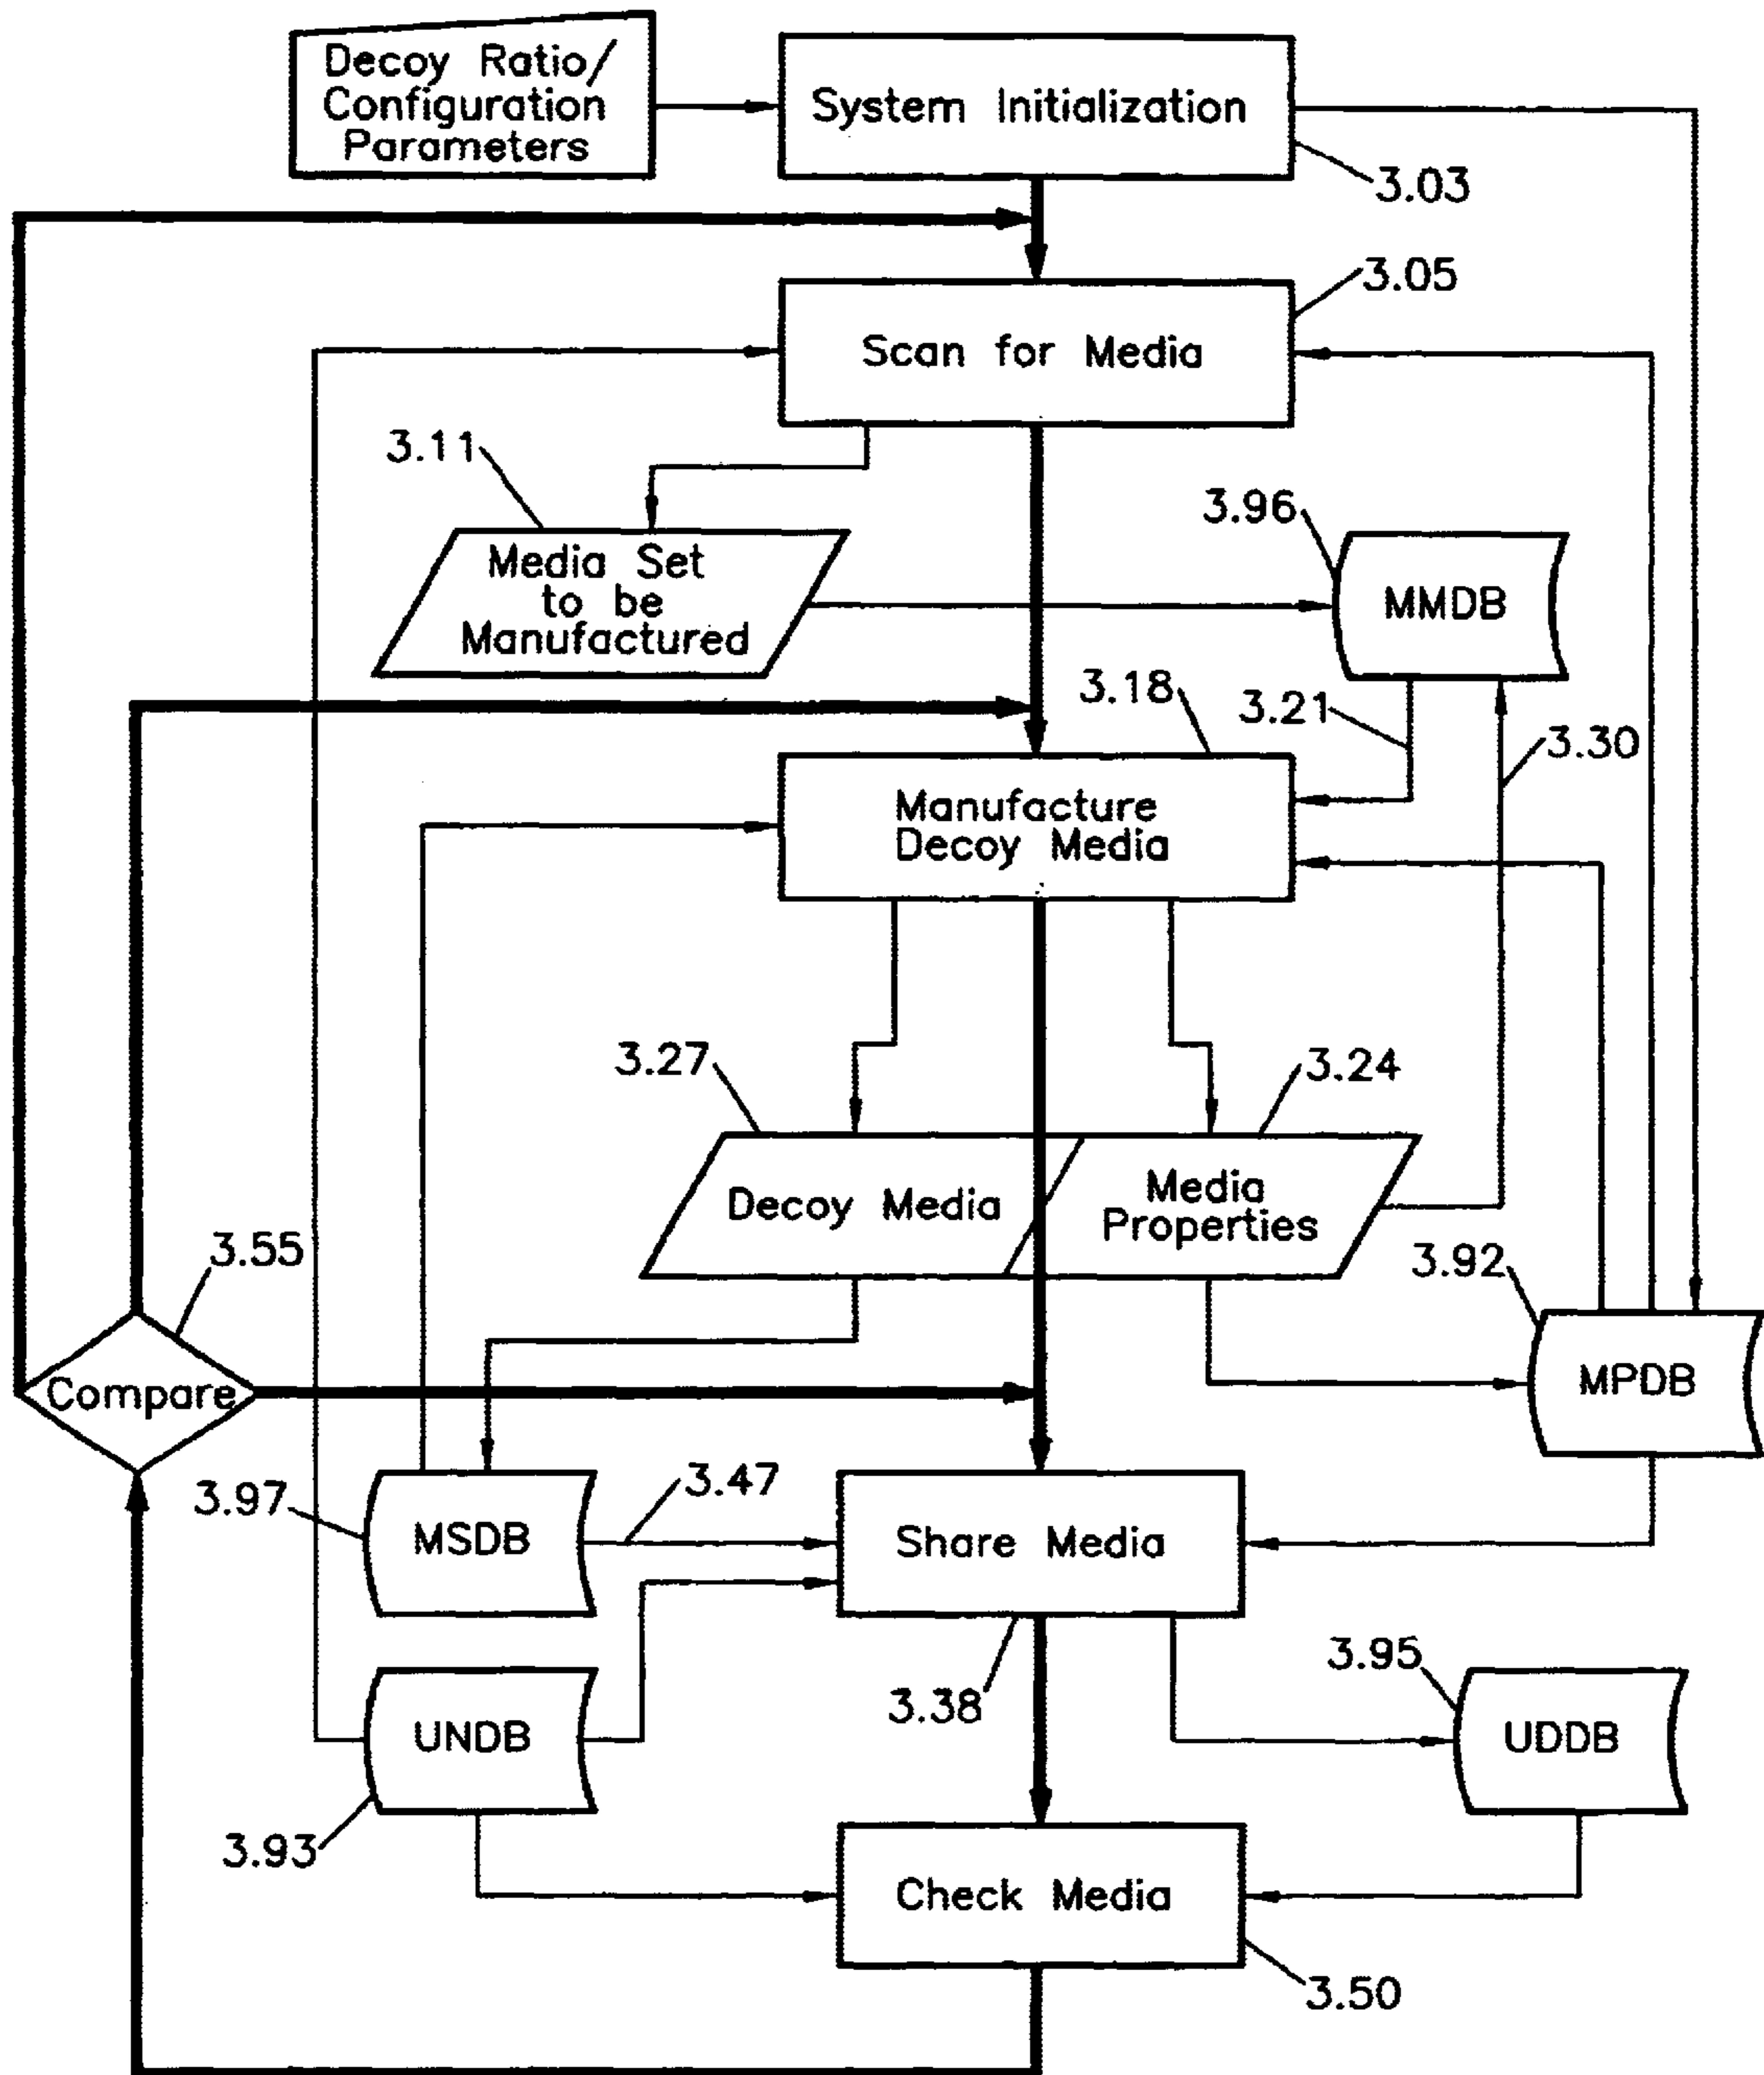 Decoy Ratio/
Configuration
Parameters
System Initialization
3.03
3.05
Scan for Media
3.11
3.96
Media Set
to be
Manufactured
MMDB
3.18
3.21
3.30
Manufacture
Decoy Media
3.27
3.24
Decoy Media
Media
Properties
3.55
3.92
Compare
MPDB
3.97
3.47
MSDB
Share Media
3.38
3.95
UNDB
UDDB
3.93
Check Media
3.50